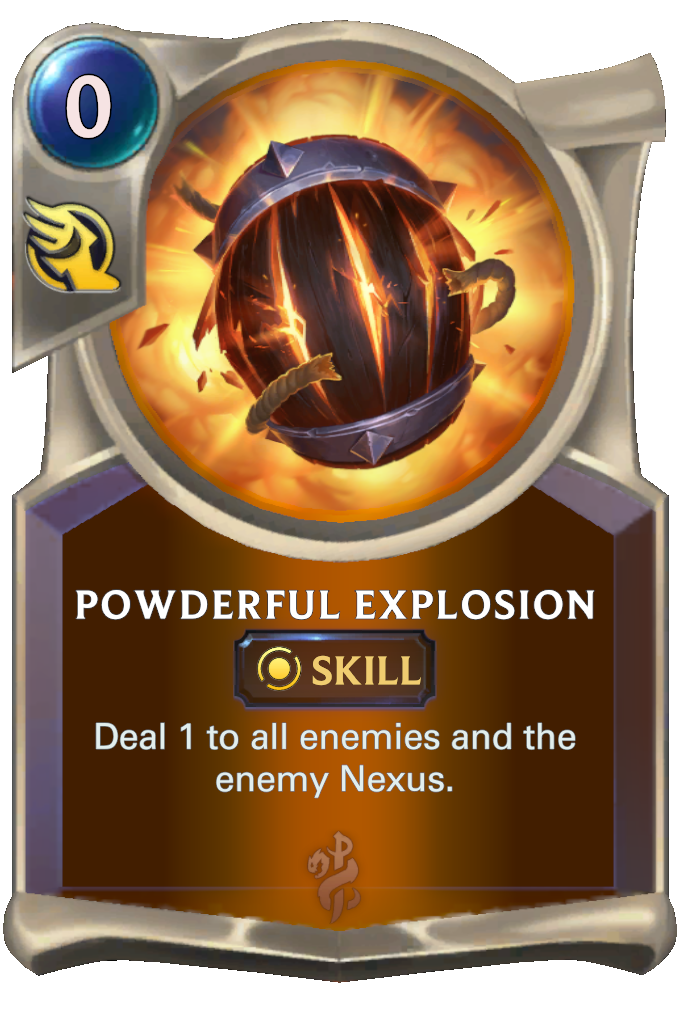 0
POWDERFUL EXPLOSION
SKILL
Deal 1 to all enemies and the
enemy Nexus.